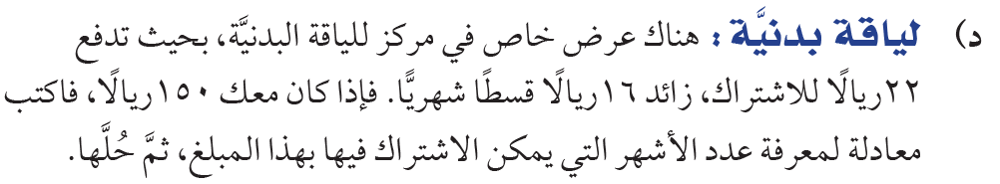 د) لياقة بدنيَّة : هناك عرض خاص في مركز للياقة البدنيَّة، بحيث تدفع
٢٢ ريالًا للاشتراك، زائد ١٦ ريالًا قسطًا شهريًّا. فإذا كان معك ١٥٠ ريالًا، فاكتب
معادلة لمعرفة عدد الأشهر التي يمكن الاشتراك فيها بهذا المبلغ، ثمَّ حُلَّها.